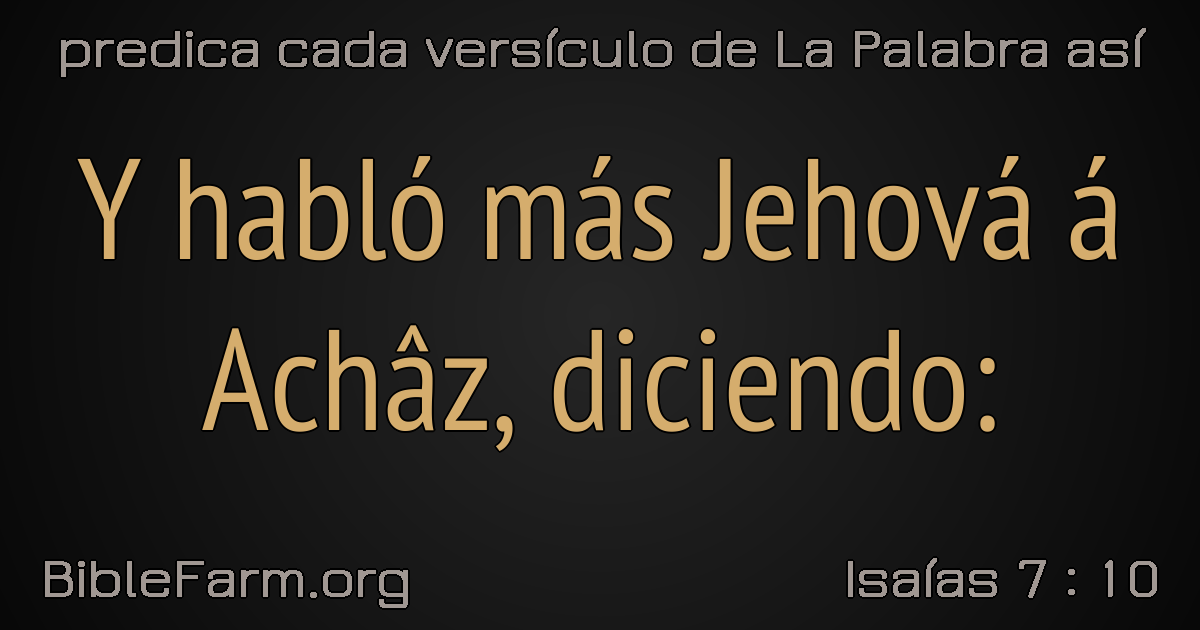 predica cada versículo de La Palabra así
Y habló más Jehová á
Achâz, diciendo:
BibleFarm.org
Isaías 7 : 10